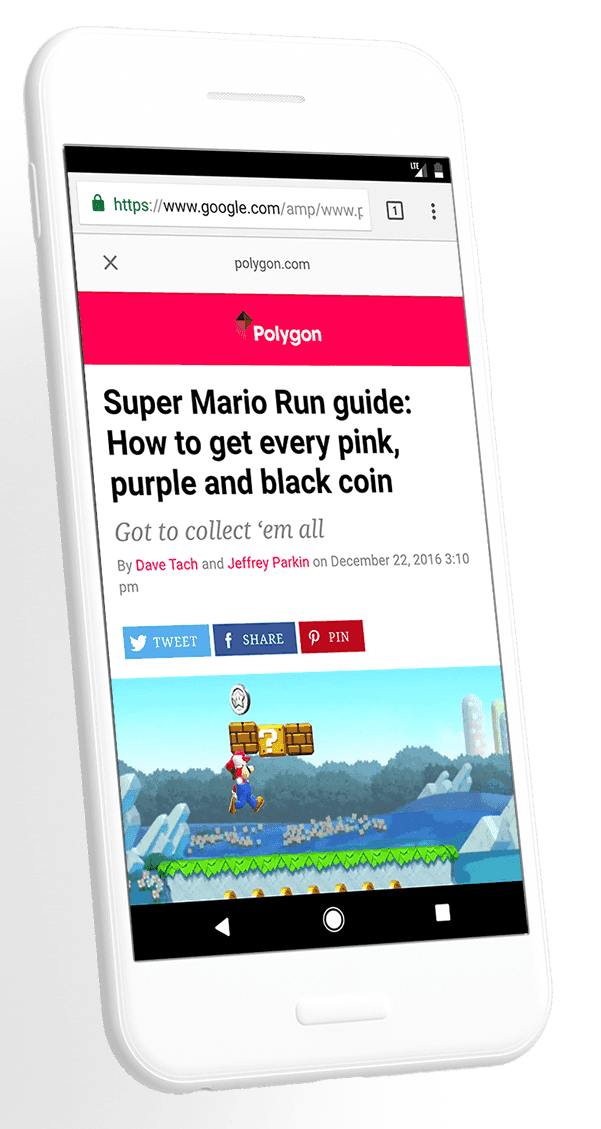 LTE
https://www.google.com/amp/www.p
1
polygon.com
Polygon
Super Mario Run guide:
How to get every pink,
purple and black coin
Got to collect ‘em all
By Dave Tach and Jeffrey Parkin on December 22, 2016 3:10
pm
TWEET
SHARE
PIN
?